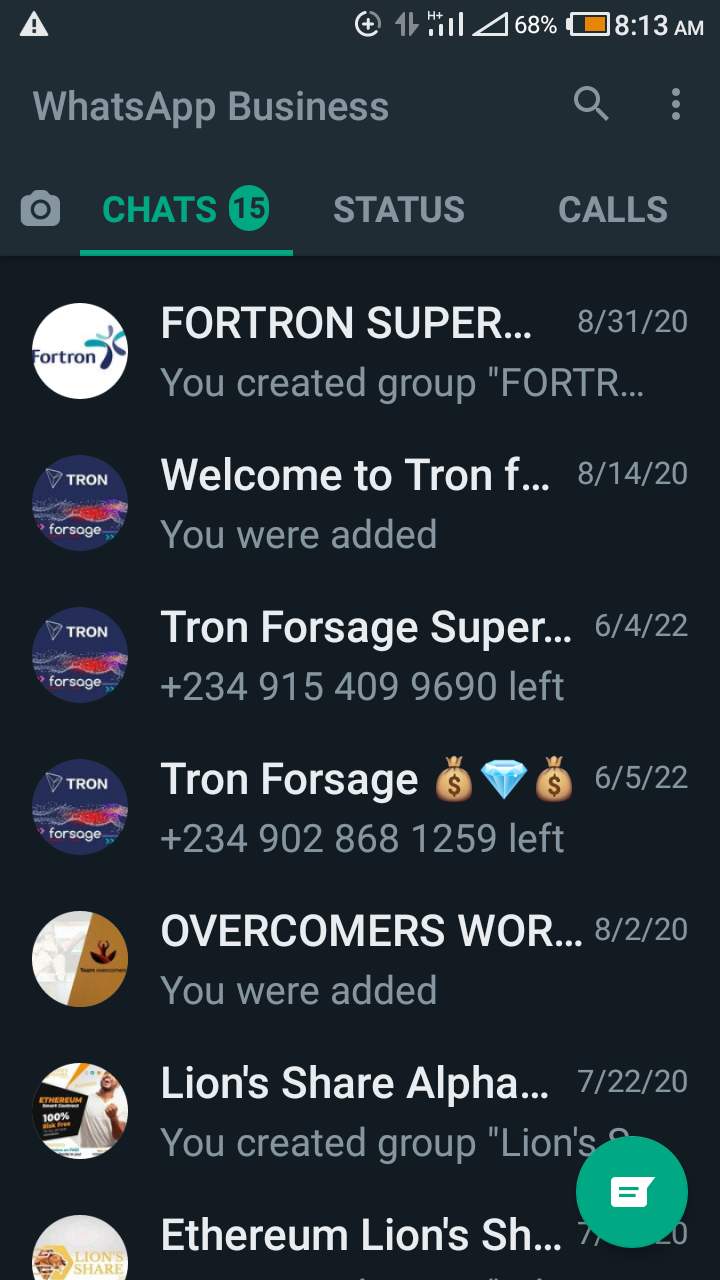 H+
68%
8:13 AM
WhatsApp Business
CHATS 15
STATUS
CALLS
Fortron
FORTRON SUPER...
8/31/20
You created group "FORTR...
TRON
forsage
Welcome to Tron f...
8/14/20
You were added
TRON
forsage
Tron Forsage Super...
6/4/22
+234 915 409 9690 left
TRON
forsage
Tron Forsage 💰💎💰
6/5/22
+234 902 868 1259 left
Team overcomers
OVERCOMERS WOR...
8/2/20
You were added
ETHEREUM
Smart Contract
100%
Risk Free
Lion's Share Alpha...
7/22/20
You created group "Lion's
LION'S
SHARE
Ethereum Lion's Sh...